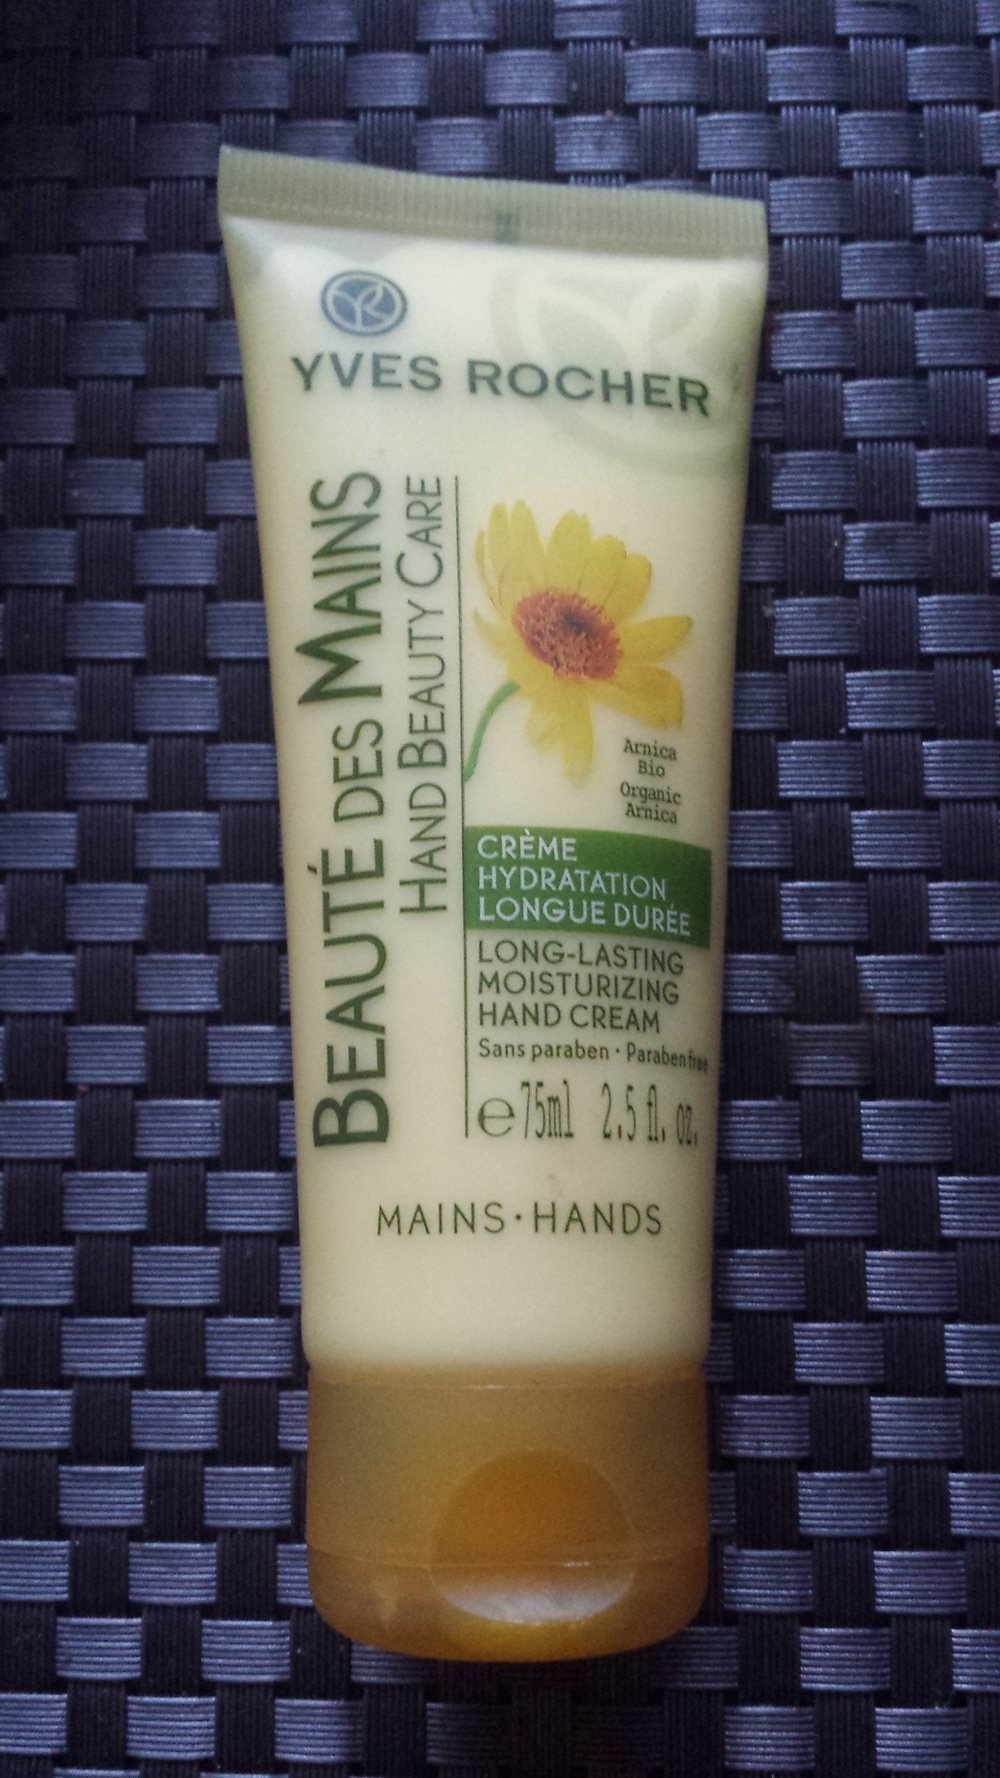 YVES ROCHER
BEAUTÉ DES MAINS
HAND BEAUTY CARE
Arnica
Bio
Organic
Arnica
CRÈME
HYDRATATION
LONGUE DURÉE
LONG-LASTING
MOISTURIZING
HAND CREAM
Sans paraben · Paraben free
e 75ml 2.5 fl. oz.
MAINS · HANDS